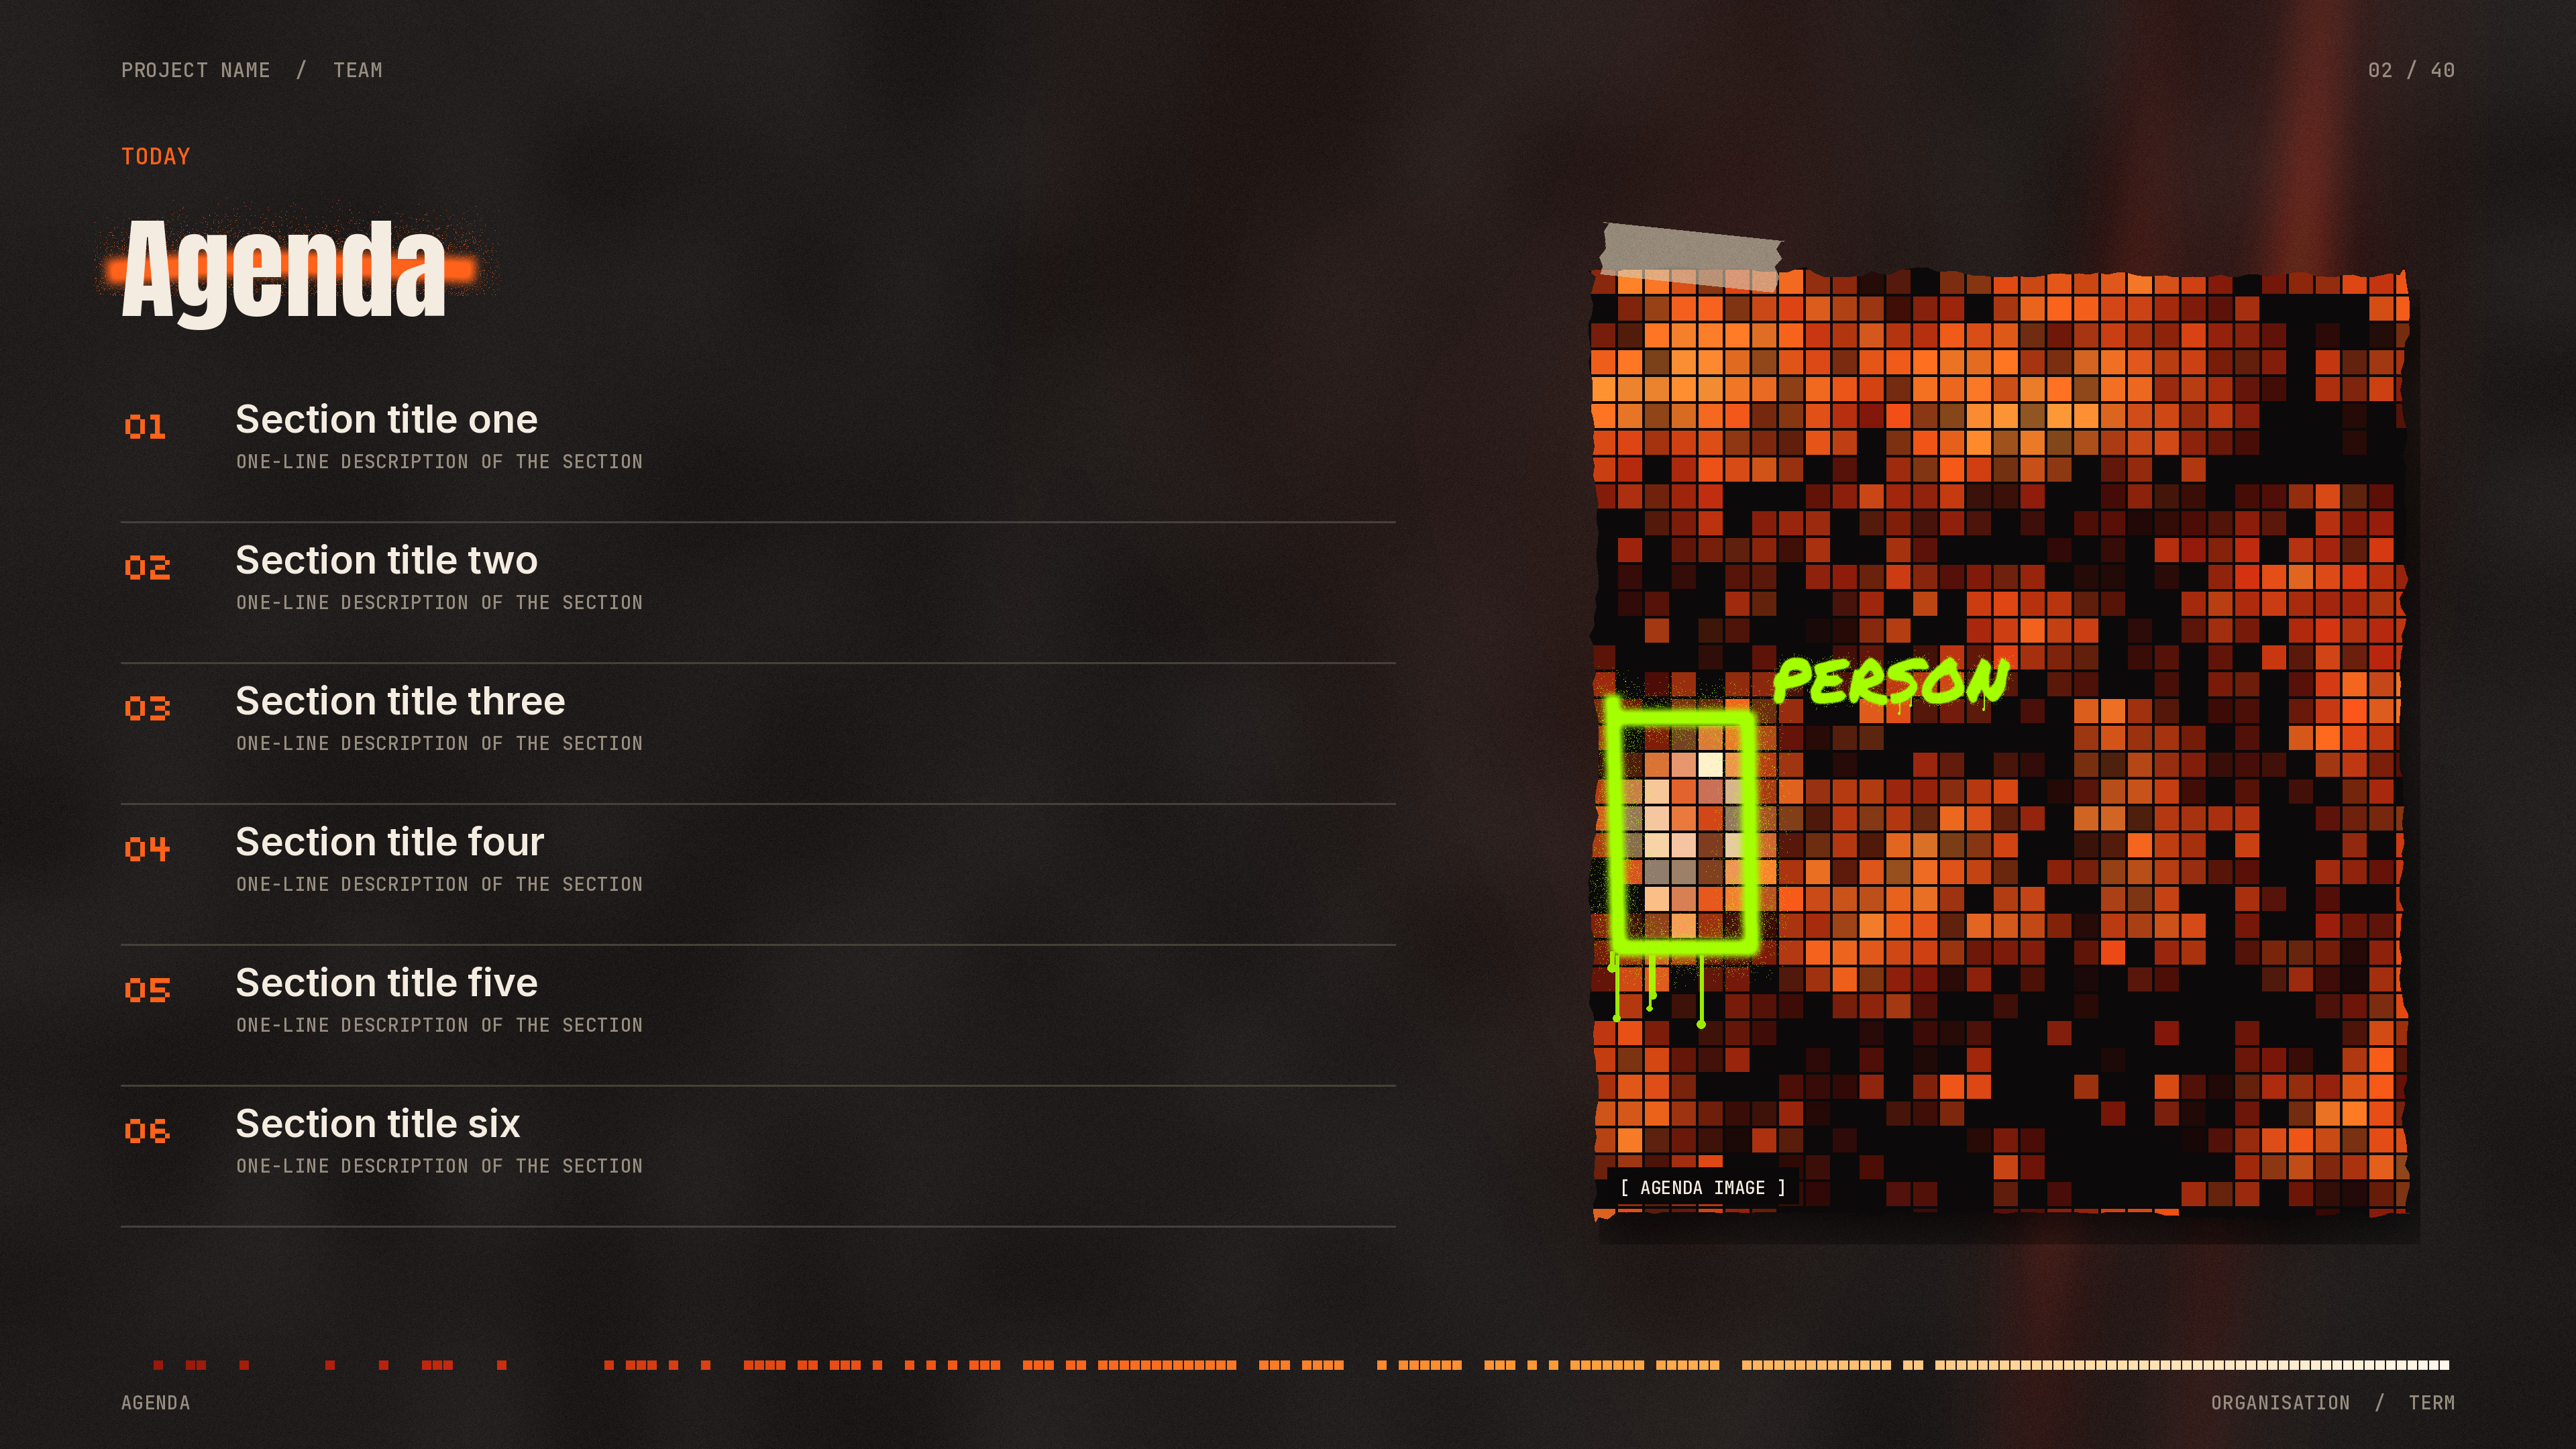 PROJECT NAME / TEAM
02 / 40
TODAY
Agenda
01 Section title one
ONE-LINE DESCRIPTION OF THE SECTION
02 Section title two
ONE-LINE DESCRIPTION OF THE SECTION
03 Section title three
ONE-LINE DESCRIPTION OF THE SECTION
04 Section title four
ONE-LINE DESCRIPTION OF THE SECTION
05 Section title five
ONE-LINE DESCRIPTION OF THE SECTION
06 Section title six
ONE-LINE DESCRIPTION OF THE SECTION
PERSON
[ AGENDA IMAGE ]
AGENDA
ORGANISATION / TERM